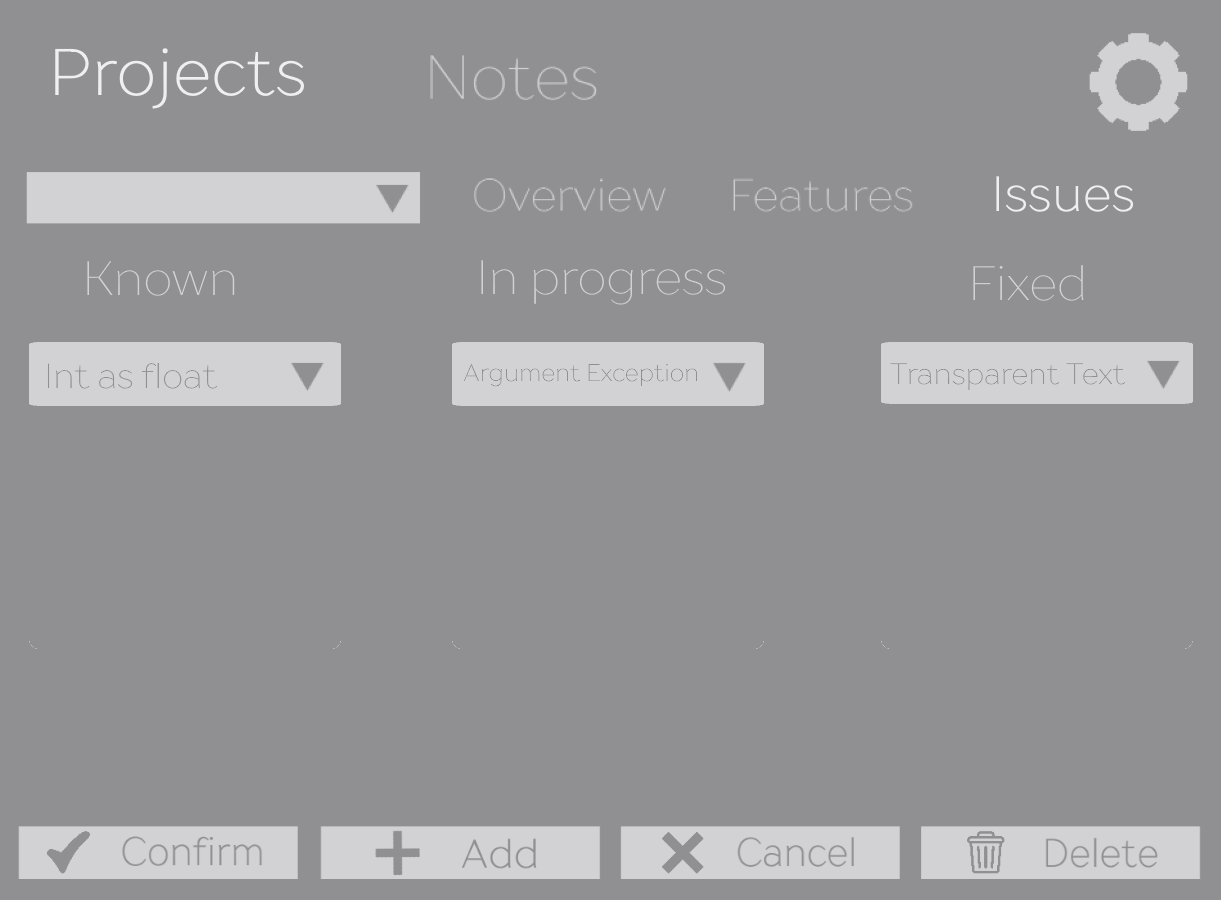 Projects Notes
Overview Features Issues
Known In progress Fixed
Int as float Argument Exception Transparent Text
Confirm Add Cancel Delete